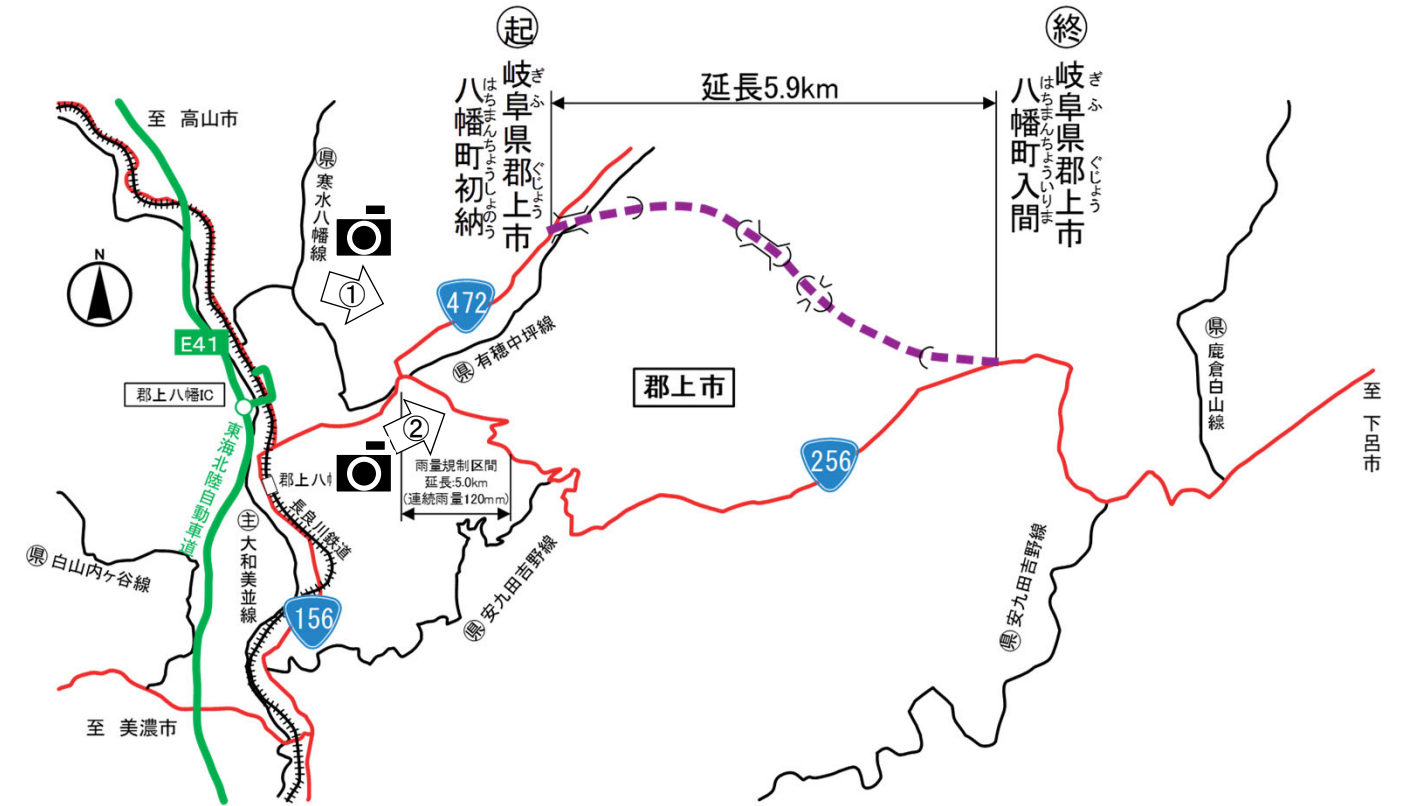 起
岐阜県郡上市
ぎふ
ぐじょう
八幡町初納
はちまんちょうしょのう
延長5.9km
終
岐阜県郡上市
ぎふ
ぐじょう
八幡町入間
はちまんちょういりま
至 高山市
N
県 寒水八幡線
①
472
県 有穂中坪線
E41
郡上八幡IC
東海北陸自動車道
郡上市
②
雨量規制区間
延長:5.0km
(連続雨量120mm)
郡上八
長良川鉄道
主 大和美並線
156
県 白山内ヶ谷線
県 安九田吉野線
256
県 鹿倉白山線
至 下呂市
県 安九田吉野線
至 美濃市